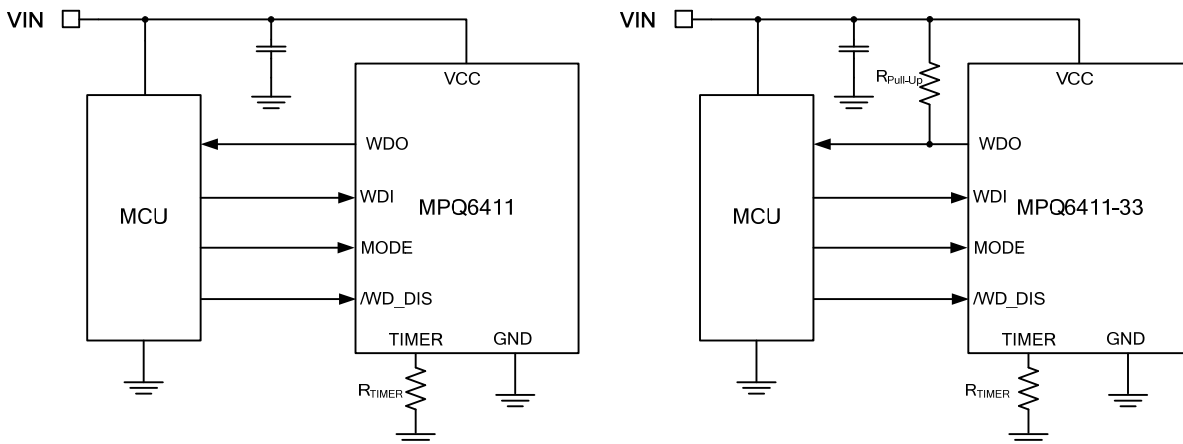 VIN
VCC
WDO
WDI
MCU
MPQ6411
MODE
/WD_DIS
TIMER
GND
RTIMER
VIN
RPull-Up
VCC
WDO
WDI
MCU
MPQ6411-33
MODE
/WD_DIS
TIMER
GND
RTIMER